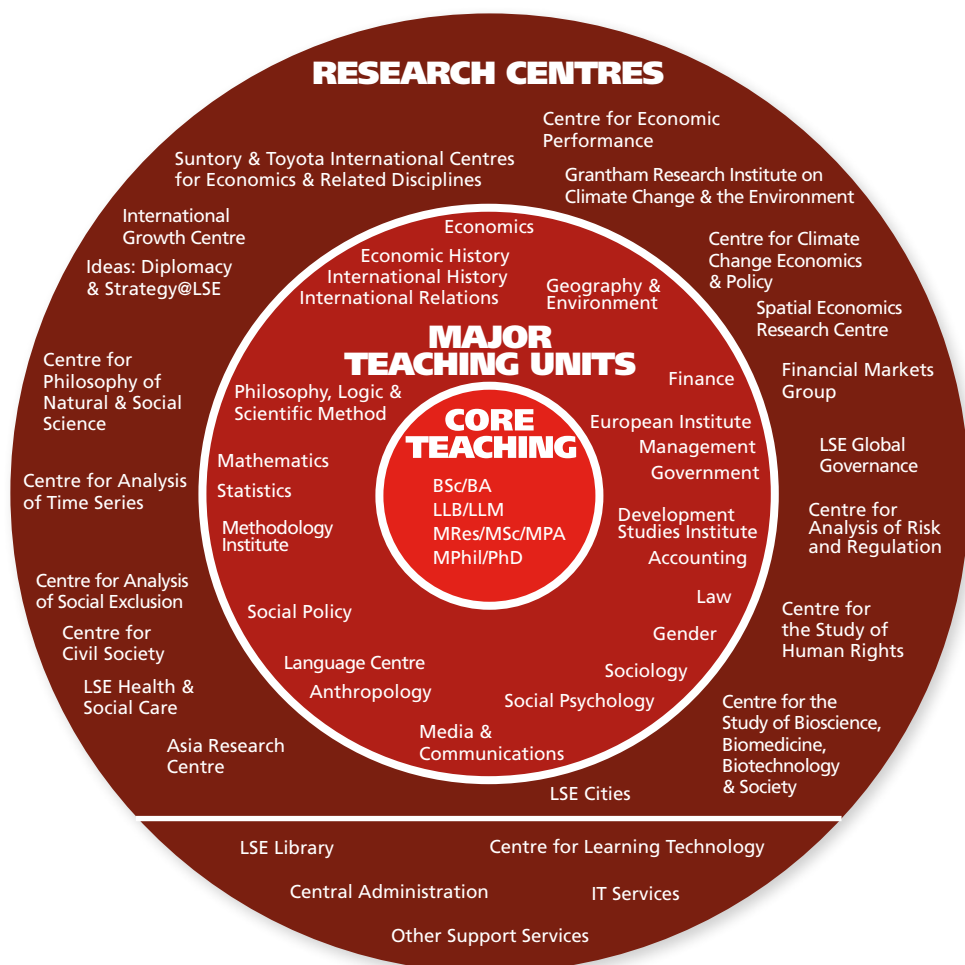 RESEARCH CENTRES
Centre for Economic
Performance
Suntory & Toyota International Centres
for Economics & Related Disciplines
Grantham Research Institute on
Climate Change & the Environment
International
Growth Centre
Ideas: Diplomacy
& Strategy@LSE
Centre for Climate
Change Economics
& Policy
Spatial Economics
Research Centre
Centre for
Philosophy of
Natural & Social
Science
Financial Markets
Group
LSE Global
Governance
Centre for Analysis
of Time Series
Centre for
Analysis of Risk
and Regulation
Centre for Analysis
of Social Exclusion
Centre for
Civil Society
Centre for
the Study of
Human Rights
LSE Health &
Social Care
Centre for the
Study of Bioscience,
Biomedicine,
Biotechnology
& Society
Asia Research
Centre
LSE Cities
Economics
Economic History
International History
International Relations
Geography &
Environment
MAJOR
TEACHING UNITS
Finance
Philosophy, Logic &
Scientific Method
European Institute
Management
Government
Mathematics
Statistics
Methodology
Institute
Development
Studies Institute
Accounting
Law
Social Policy
Gender
Sociology
Language Centre
Anthropology
Social Psychology
Media &
Communications
CORE
TEACHING
BSc/BA
LLB/LLM
MRes/MSc/MPA
MPhil/PhD
LSE Library
Centre for Learning Technology
Central Administration
IT Services
Other Support Services